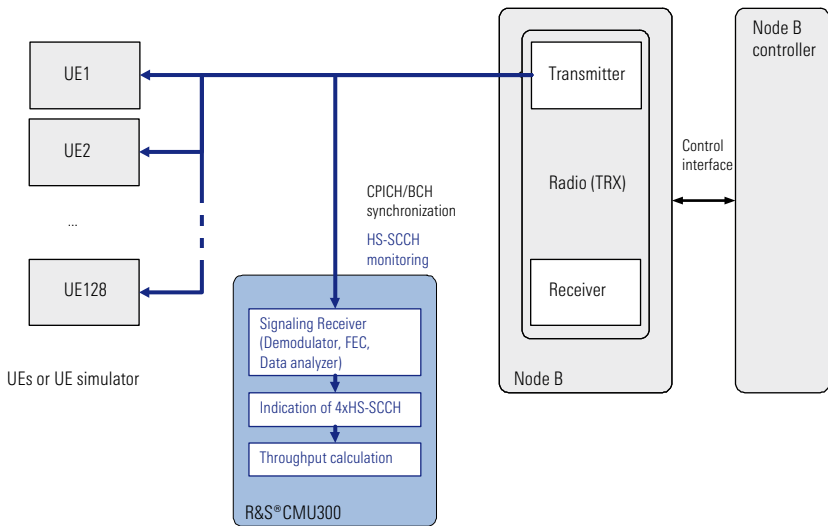 UE1
UE2
...
UE128
UEs or UE simulator
CPICH/BCH
synchronization
HS-SCCH
monitoring
Signaling Receiver
(Demodulator, FEC,
Data analyzer)
Indication of 4xHS-SCCH
Throughput calculation
R&S®CMU300
Transmitter
Radio (TRX)
Receiver
Node B
Control
interface
Node B
controller